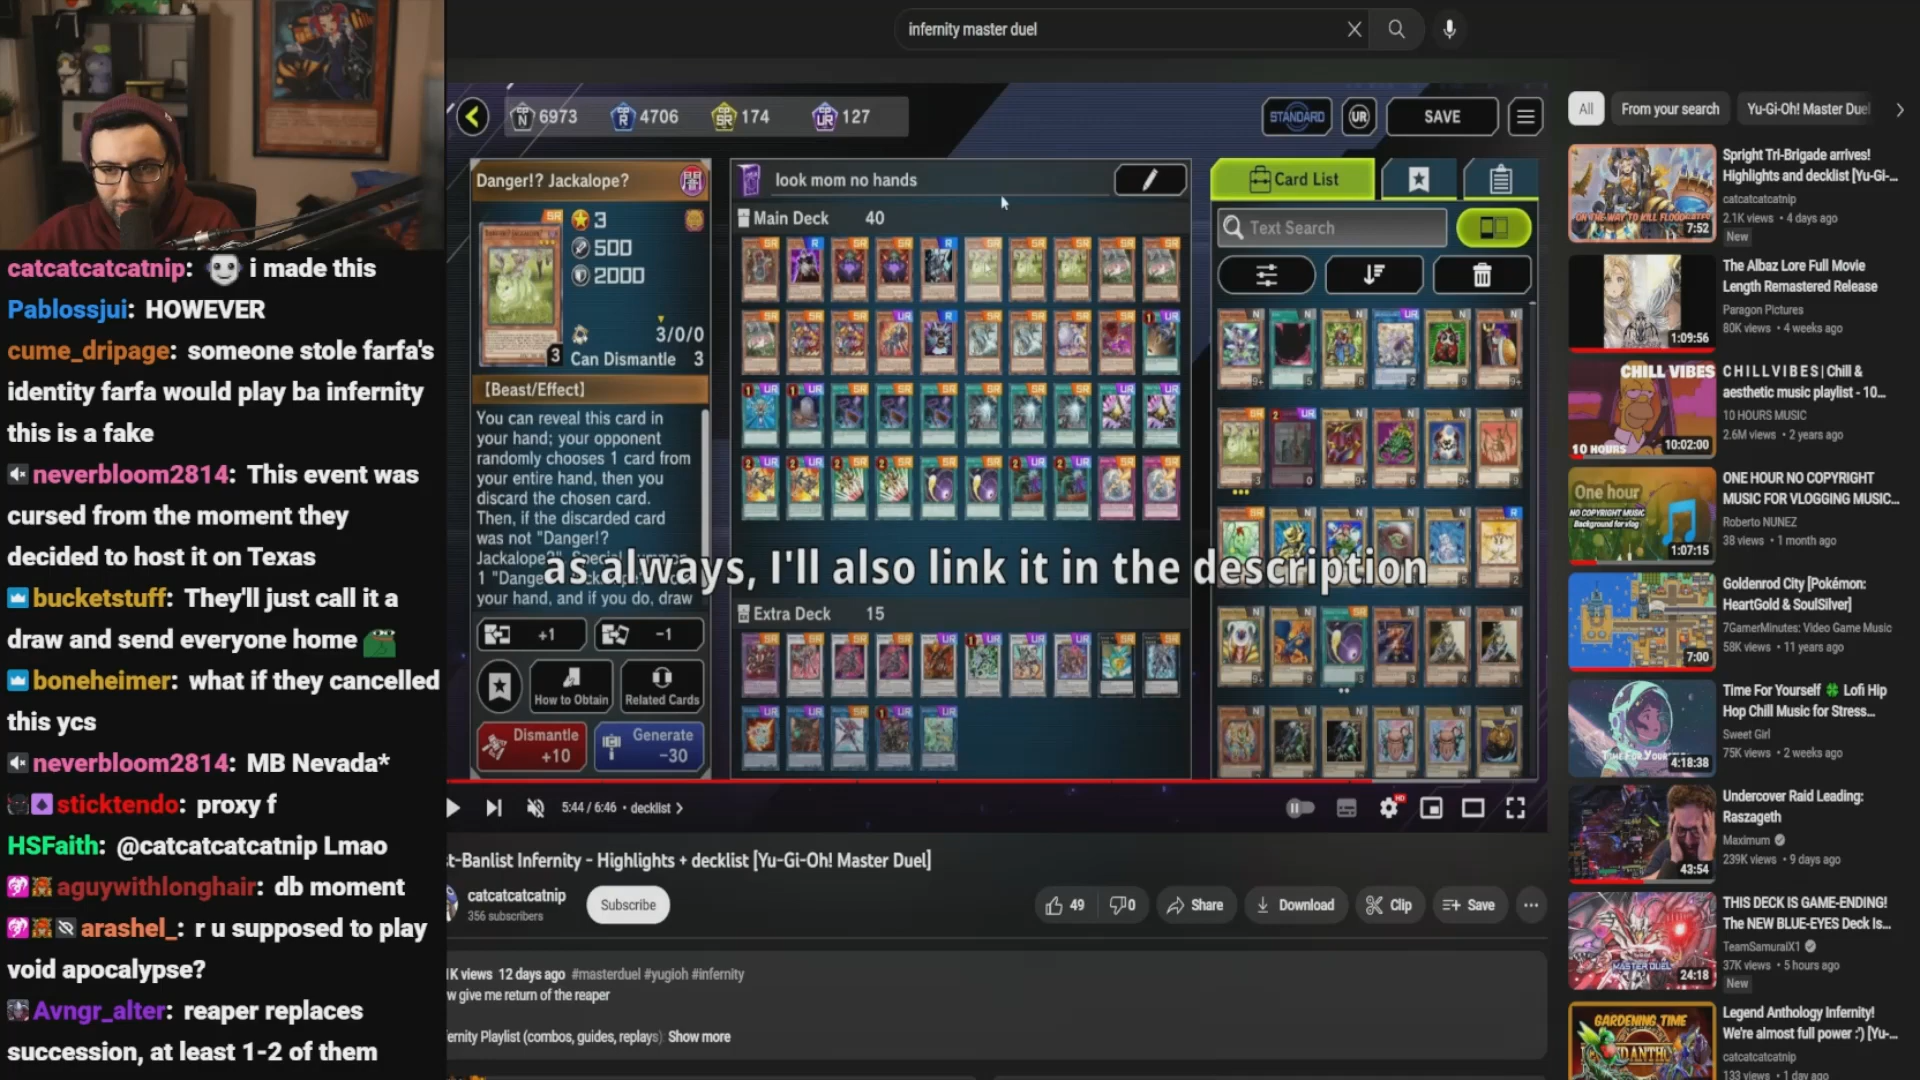 infernity master duel
catcatcatcatnip: i made this
Pablossjui: HOWEVER
cume_dripage: someone stole farfa's
identity farfa would play ba infernity
this is a fake
neverbloom2814: This event was
cursed from the moment they
decided to host it on Texas
bucketstuff: They'll just call it a
draw and send everyone home
boneheimer: what if they cancelled
this ycs
neverbloom2814: MB Nevada*
sticktendo: proxy f
HSFaith: @catcatcatcatnip Lmao
aguywithlonghair: db moment
arashel_: r u supposed to play
void apocalypse?
Avngr_alter: reaper replaces
succession, at least 1-2 of them
6973
4706
174
127
STANDARD
UR
SAVE
Danger!? Jackalope?
3
500
2000
3/0/0
Can Dismantle 3
[Beast/Effect]
You can reveal this card in
your hand; your opponent
randomly chooses 1 card from
your entire hand, then you
discard the chosen card.
Then, if the discarded card
was not "Danger!?
your hand, and if you do, draw
+1
-1
How to Obtain
Related Cards
Dismantle
+10
Generate
-30
look mom no hands
Main Deck 40
as always, I'll also link it in the description
Extra Deck 15
Card List
Text Search
5:44 / 6:46 • decklist
t-Banlist Infernity - Highlights + decklist [Yu-Gi-Oh! Master Duel]
catcatcatcatnip
356 subscribers
Subscribe
49
0
Share
Download
Clip
Save
K views 12 days ago #masterduel #yugioh #infernity
w give me return of the reaper
ernity Playlist (combos, guides, replays) Show more
All
From your search
Yu-Gi-Oh! Master Duel
Spright Tri-Brigade arrives!
Highlights and decklist [Yu-Gi-...
catcatcatcatnip
2.1K views • 4 days ago
New
7:52
The Albaz Lore Full Movie
Length Remastered Release
Paragon Pictures
80K views • 4 weeks ago
1:09:56
CHILL VIBES
10 HOURS
10:02:00
C H I L L V I B E S | Chill &
aesthetic music playlist - 10...
10 HOURS MUSIC
2.6M views • 2 years ago
One hour
NO COPYRIGHT MUSIC
Background for vlog
1:07:15
ONE HOUR NO COPYRIGHT
MUSIC FOR VLOGGING MUSIC...
Roberto NUNEZ
38 views • 1 month ago
7:00
Goldenrod City [Pokémon:
HeartGold & SoulSilver]
7GamerMinutes: Video Game Music
58K views • 11 years ago
4:18:38
Time For Yourself 🍀 Lofi Hip
Hop Chill Music for Stress...
Sweet Girl
75K views • 2 weeks ago
43:54
Undercover Raid Leading:
Raszageth
Maximum
239K views • 9 days ago
MASTER DUEL
24:18
THIS DECK IS GAME-ENDING!
The NEW BLUE-EYES Deck Is...
TeamSamuraiX1
37K views • 5 hours ago
New
GARDENING TIME
Legend Anthology Infernity!
We're almost full power :') [Yu-...
catcatcatcatnip
133 views • 1 day ago